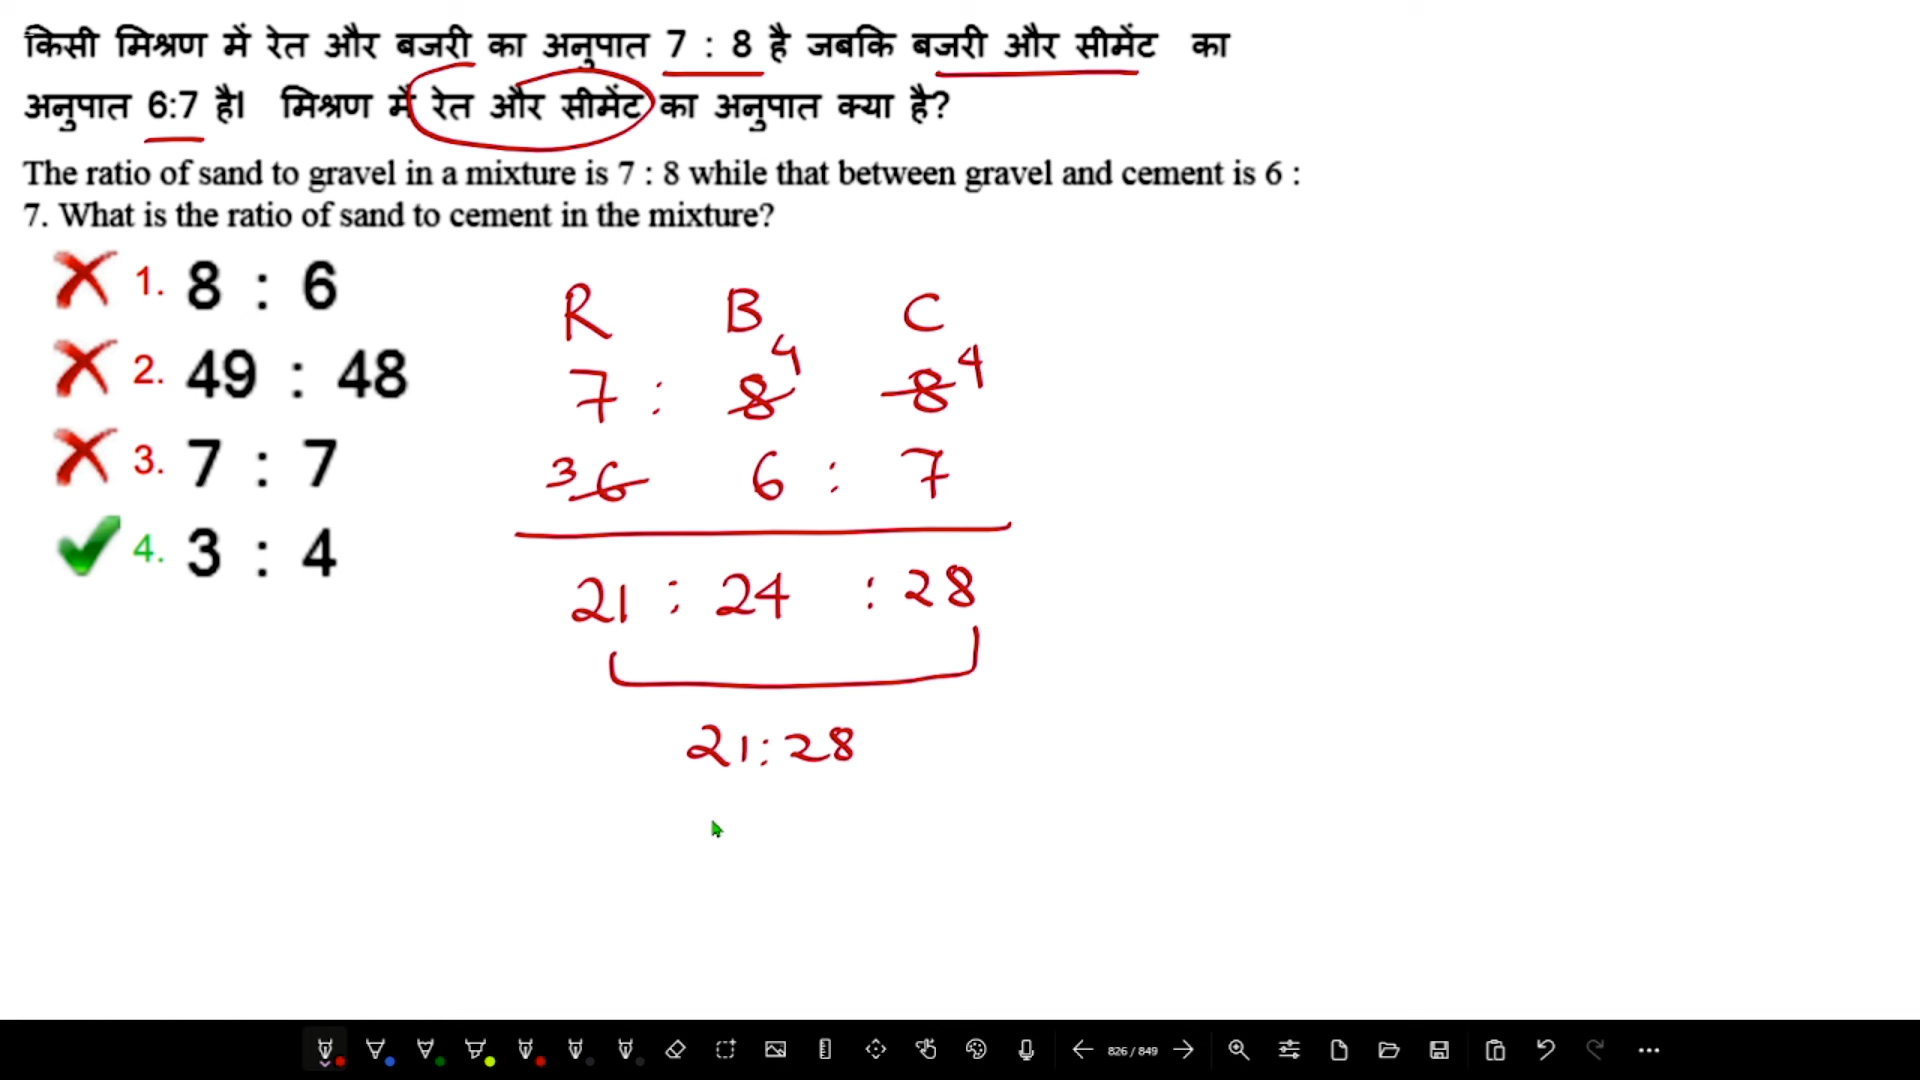 किसी मिश्रण में रेत और बजरी का अनुपात 7 : 8 है जबकि बजरी और सीमेंट का
अनुपात 6:7 है। मिश्रण में रेत और सीमेंट का अनुपात क्या है?
The ratio of sand to gravel in a mixture is 7 : 8 while that between gravel and cement is 6 :
7. What is the ratio of sand to cement in the mixture?
1. 8 : 6
2. 49 : 48
3. 7 : 7
4. 3 : 4
R B C
7 : 8 4 8 4
3 6 6 : 7
21 : 24 : 28
21:28
826 / 849